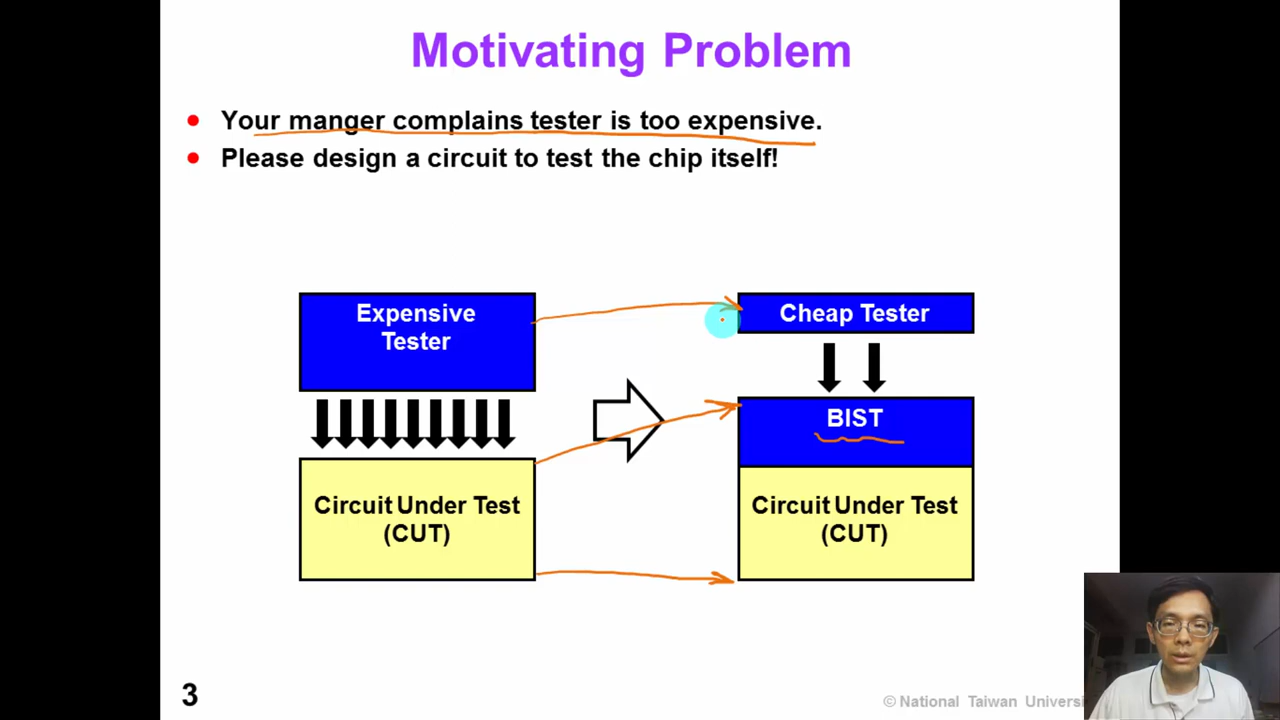 Motivating Problem
Your manger complains tester is too expensive.
Please design a circuit to test the chip itself!
Expensive
Tester
Cheap Tester
BIST
Circuit Under Test
(CUT)
Circuit Under Test
(CUT)
3
© National Taiwan Universi